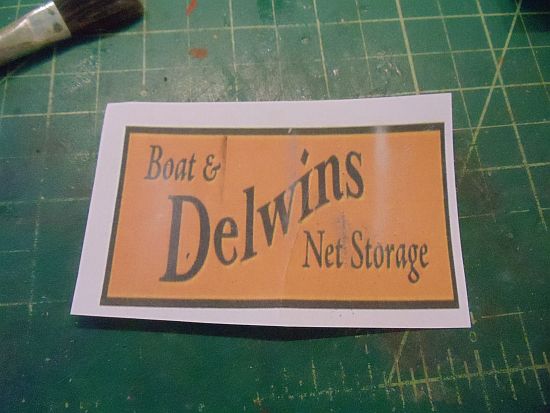 Boat &
Delwins
Net Storage